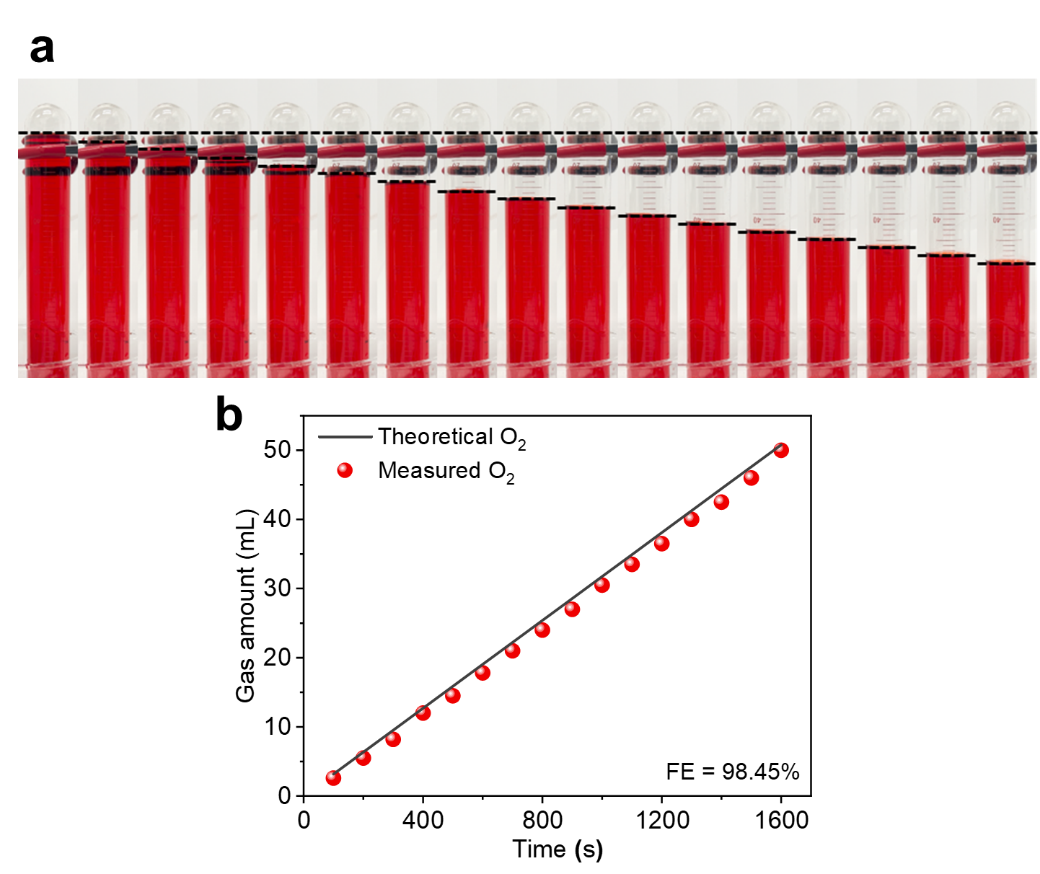 a
b
Theoretical O₂
Measured O₂
Gas amount (mL)
50
40
30
20
10
0
FE = 98.45%
0 400 800 1200 1600
Time (s)